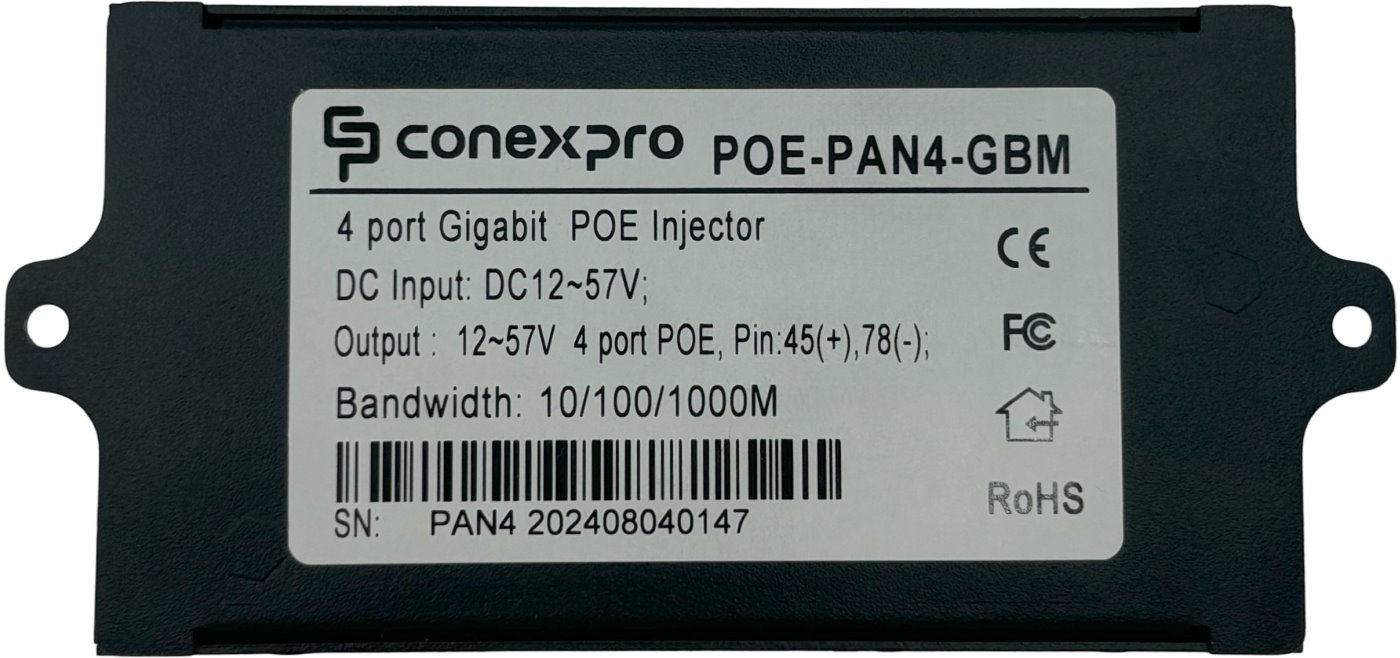 conexpro POE-PAN4-GBM
4 port Gigabit POE Injector
DC Input: DC12~57V;
Output : 12~57V 4 port POE, Pin:45(+),78(-);
Bandwidth: 10/100/1000M
SN: PAN4 202408040147
CE
FC
RoHS